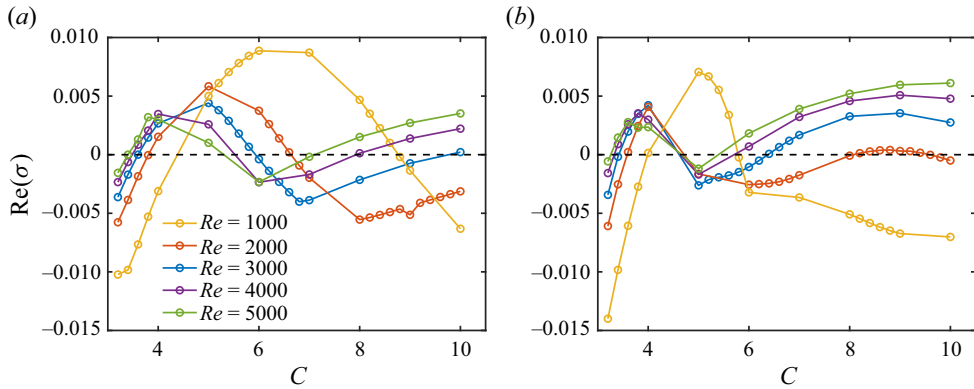 (a)
(b)
0.010
0.005
0
−0.005
−0.010
−0.015
Re(σ)
Re = 1000
Re = 2000
Re = 3000
Re = 4000
Re = 5000
4 6 8 10
C
0.010
0.005
0
−0.005
−0.010
−0.015
4 6 8 10
C